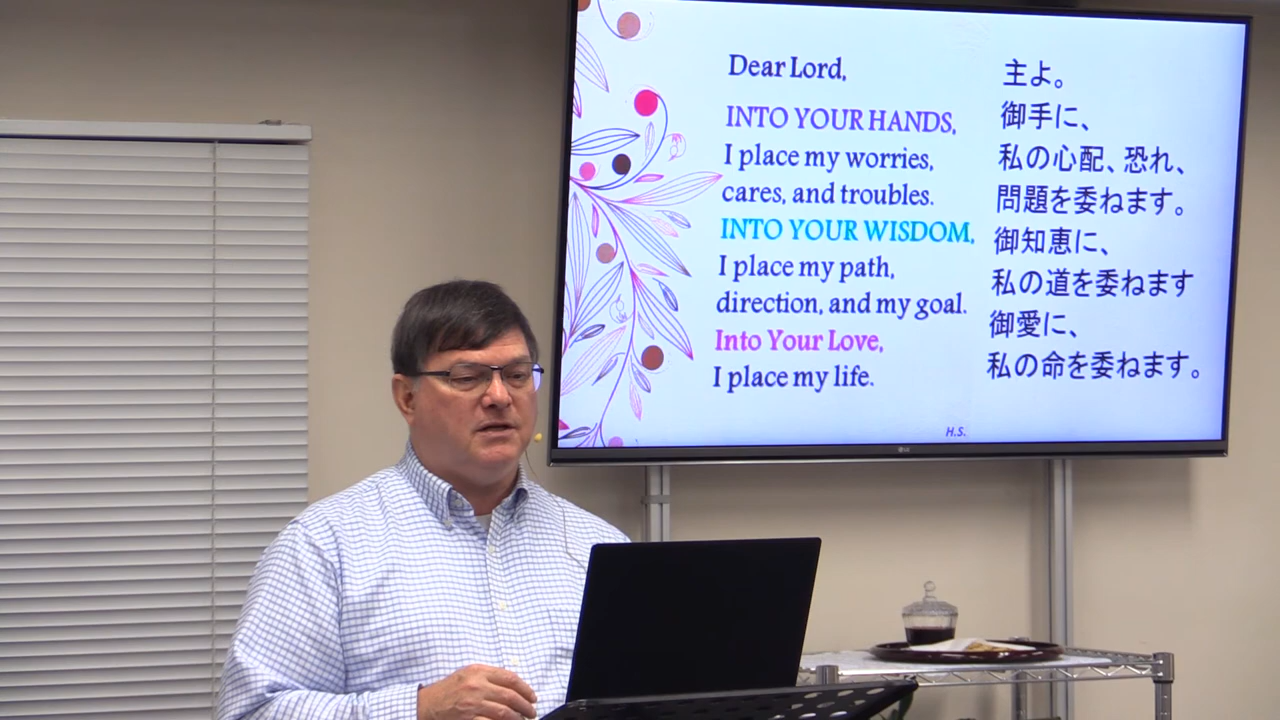 Dear Lord,
INTO YOUR HANDS,
I place my worries,
cares, and troubles.
INTO YOUR WISDOM,
I place my path,
direction, and my goal.
Into Your Love,
I place my life.
主よ。
御手に、
私の心配、恐れ、
問題を委ねます。
御知恵に、
私の道を委ねます
御愛に、
私の命を委ねます。
H.S.
LG